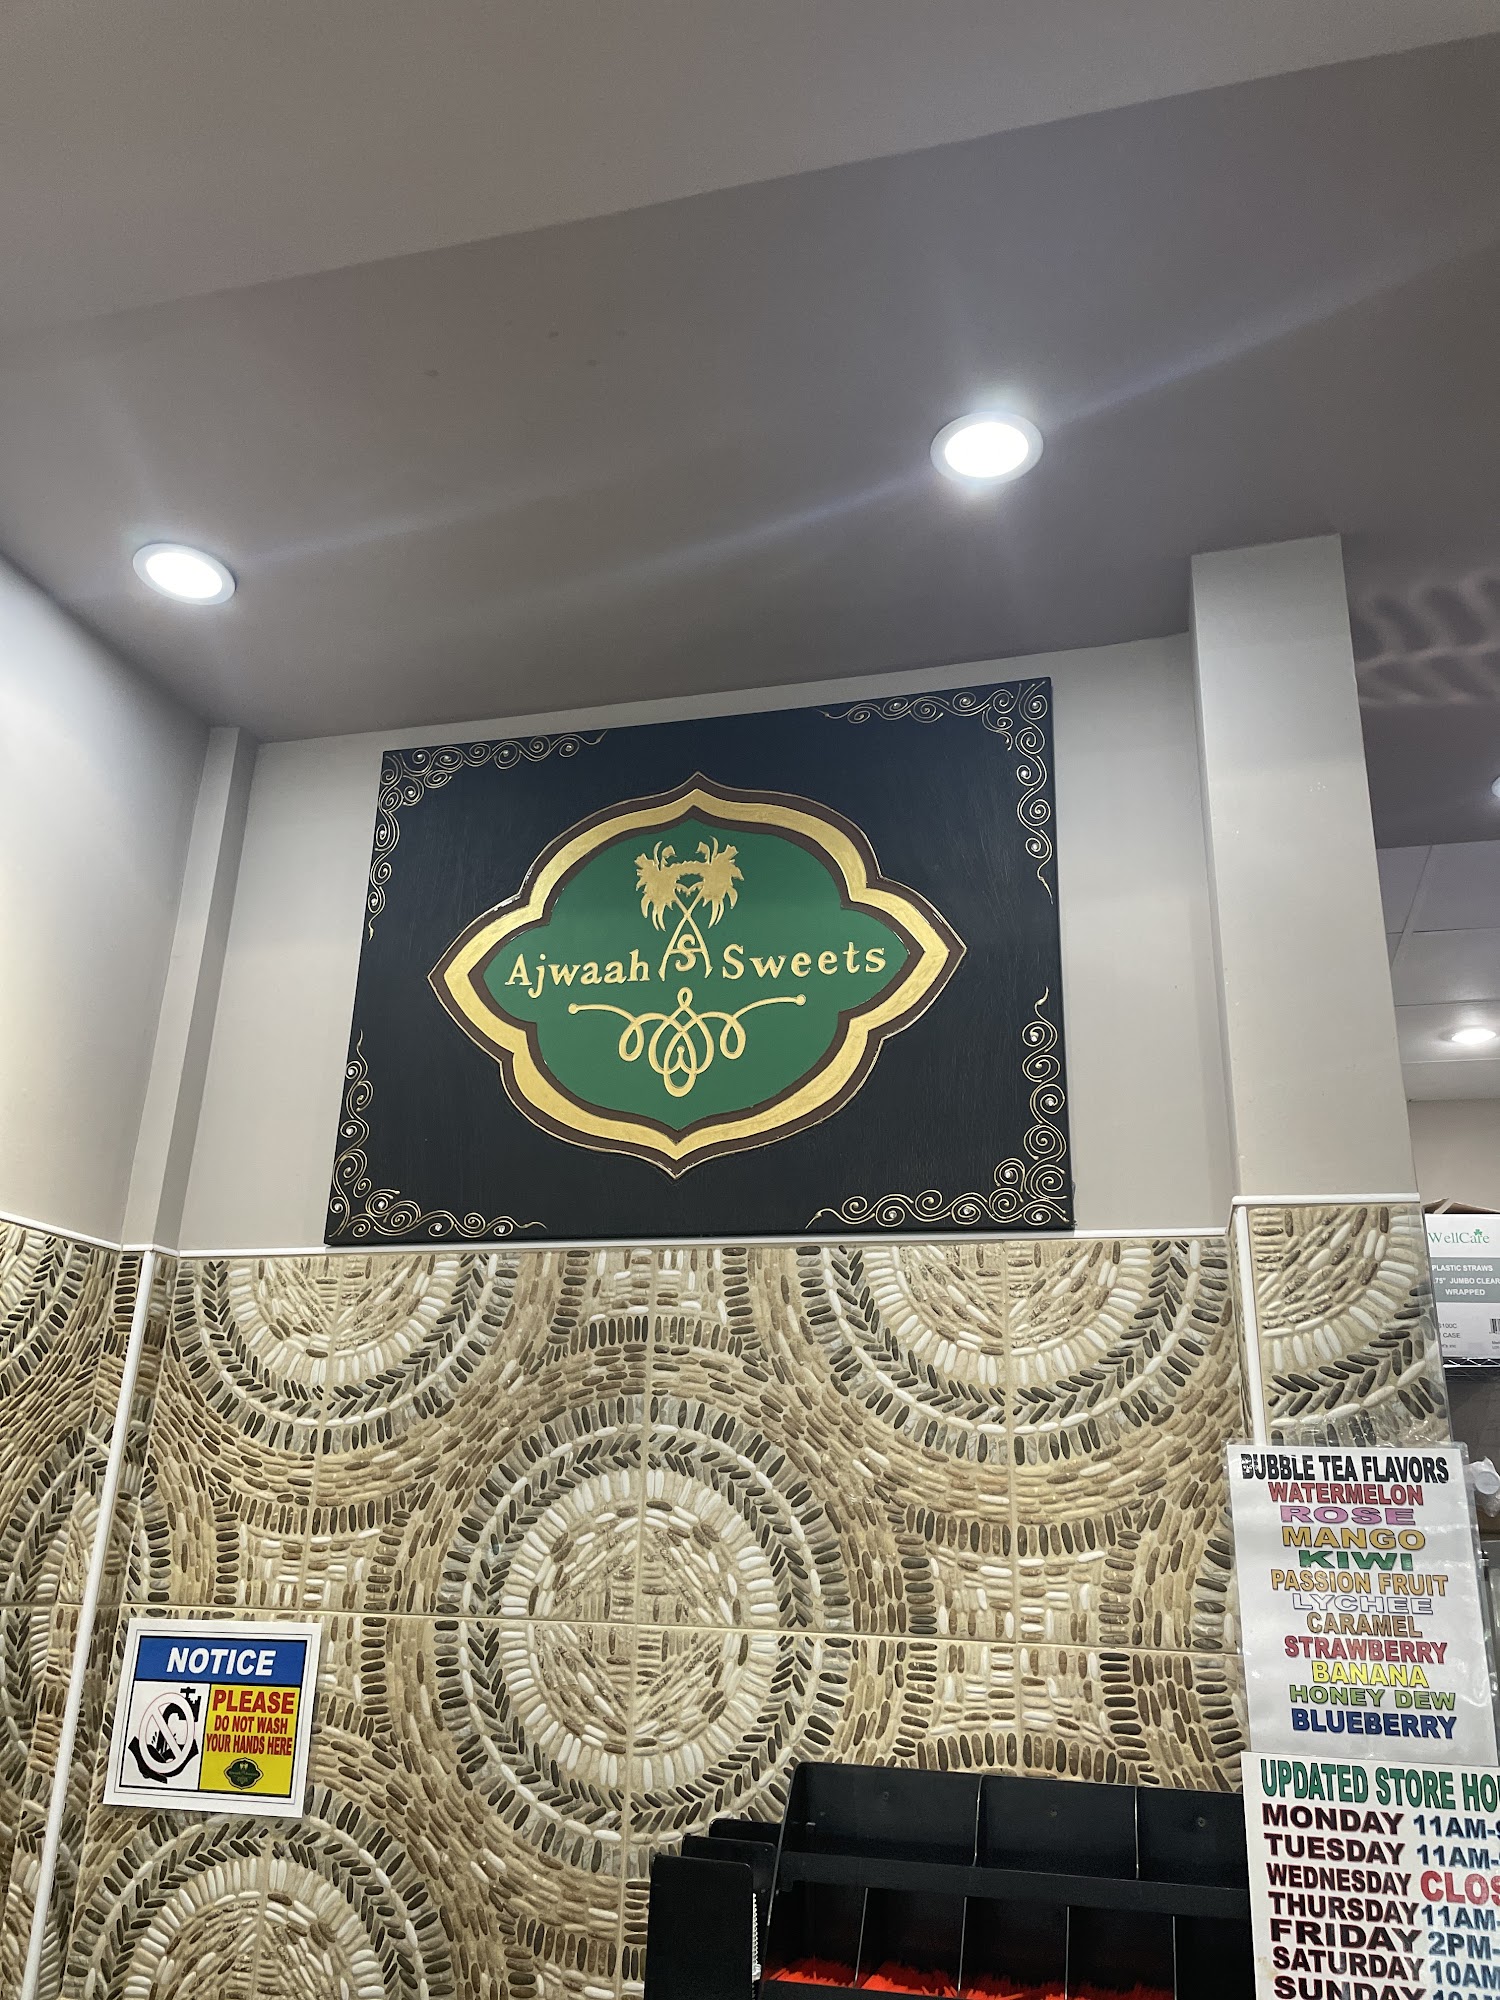 Ajwaah AS Sweets
WellCare
PLASTIC STRAWS
JUMBO CLEAR
WRAPPED
CASE
BUBBLE TEA FLAVORS
WATERMELON
ROSE
MANGO
KIWI
PASSION FRUIT
LYCHEE
CARAMEL
STRAWBERRY
BANANA
HONEY DEW
BLUEBERRY
NOTICE
PLEASE
DO NOT WASH
YOUR HANDS HERE
UPDATED STORE
MONDAY 11AM-
TUESDAY 11AM-
WEDNESDAY
THURSDAY 11AM-
FRIDAY 2PM-
SATURDAY 10AM
SUNDAY